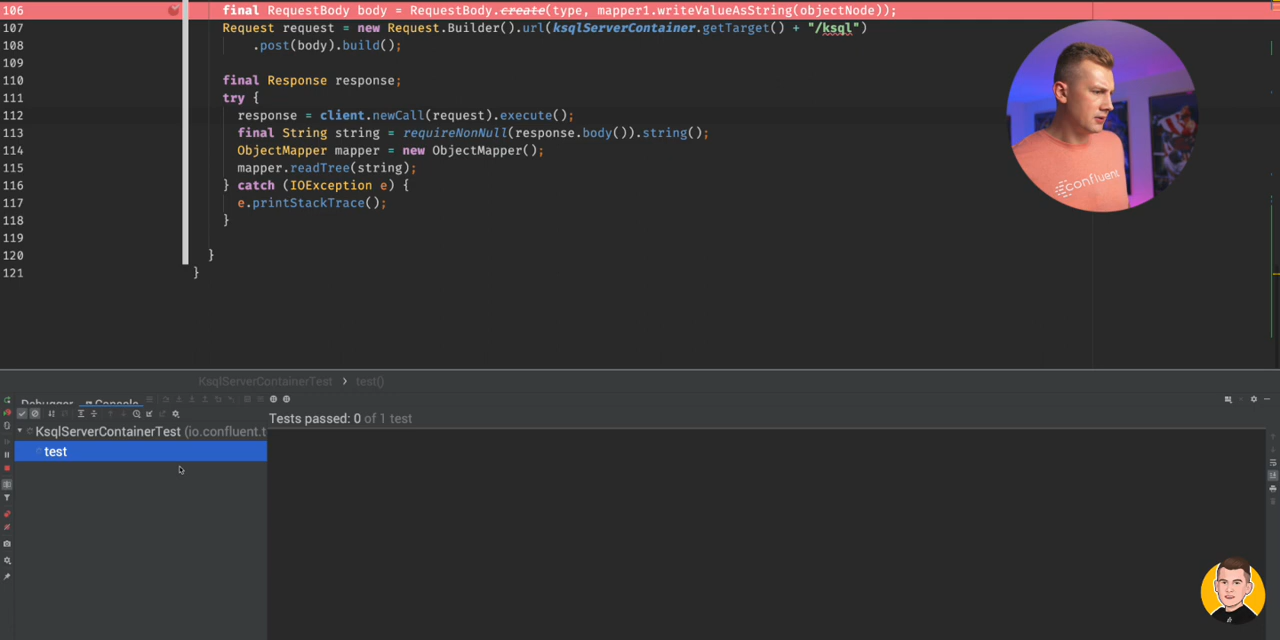 106 final RequestBody body = RequestBody.create(type, mapper1.writeValueAsString(objectNode));
107 Request request = new Request.Builder().url(ksqlServerContainer.getTarget() + "/ksql")
108 .post(body).build();
109
110 final Response response;
111 try {
112 response = client.newCall(request).execute();
113 final String string = requireNonNull(response.body()).string();
114 ObjectMapper mapper = new ObjectMapper();
115 mapper.readTree(string);
116 } catch (IOException e) {
117 e.printStackTrace();
118 }
119
120 }
121 }
confluent
KsqlServerContainerTest › test()
Debugger Console
Tests passed: 0 of 1 test
KsqlServerContainerTest (io.confluent.t
test